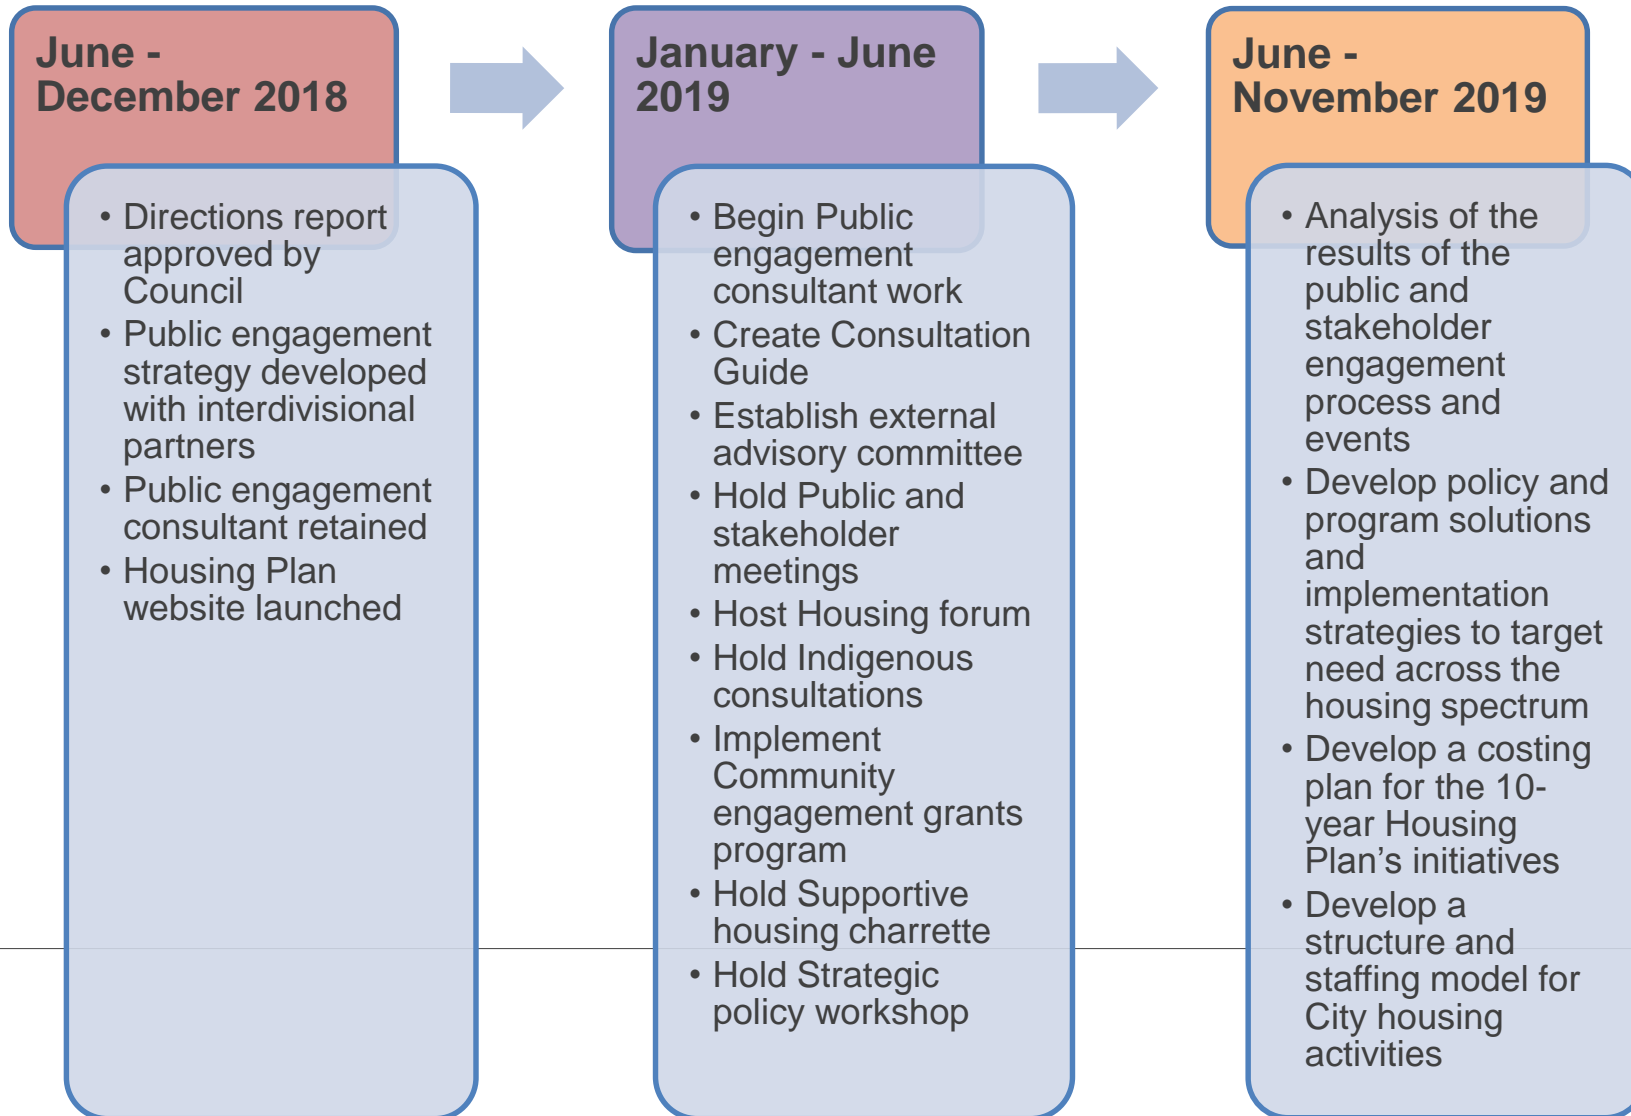 June -
December 2018
• Directions report
approved by
Council
• Public engagement
strategy developed
with interdivisional
partners
• Public engagement
consultant retained
• Housing Plan
website launched
January - June
2019
• Begin Public
engagement
consultant work
• Create Consultation
Guide
• Establish external
advisory committee
• Hold Public and
stakeholder
meetings
• Host Housing forum
• Hold Indigenous
consultations
• Implement
Community
engagement grants
program
• Hold Supportive
housing charrette
• Hold Strategic
policy workshop
June -
November 2019
• Analysis of the
results of the
public and
stakeholder
engagement
process and
events
• Develop policy and
program solutions
and
implementation
strategies to target
need across the
housing spectrum
• Develop a costing
plan for the 10-
year Housing
Plan’s initiatives
• Develop a
structure and
staffing model for
City housing
activities